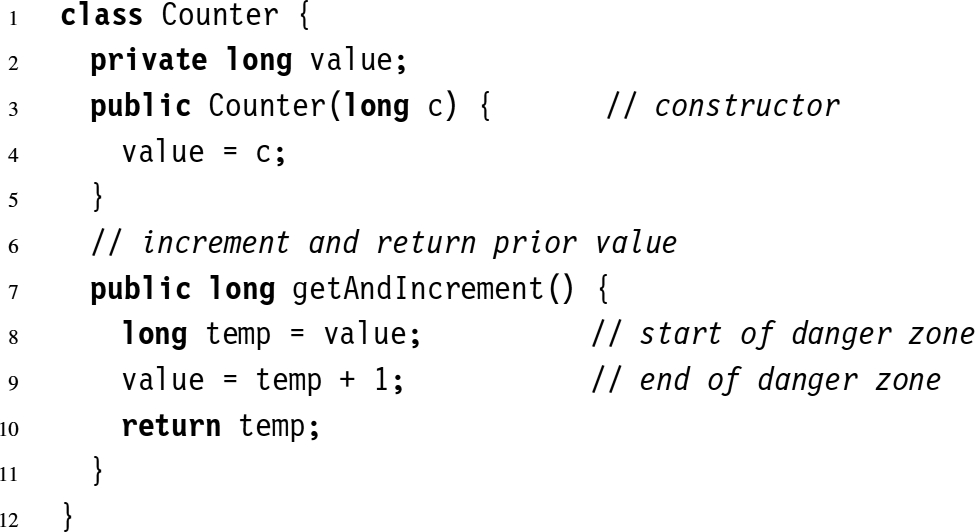 1 class Counter {
2 private long value;
3 public Counter(long c) { // constructor
4 value = c;
5 }
6 // increment and return prior value
7 public long getAndIncrement() {
8 long temp = value; // start of danger zone
9 value = temp + 1; // end of danger zone
10 return temp;
11 }
12 }